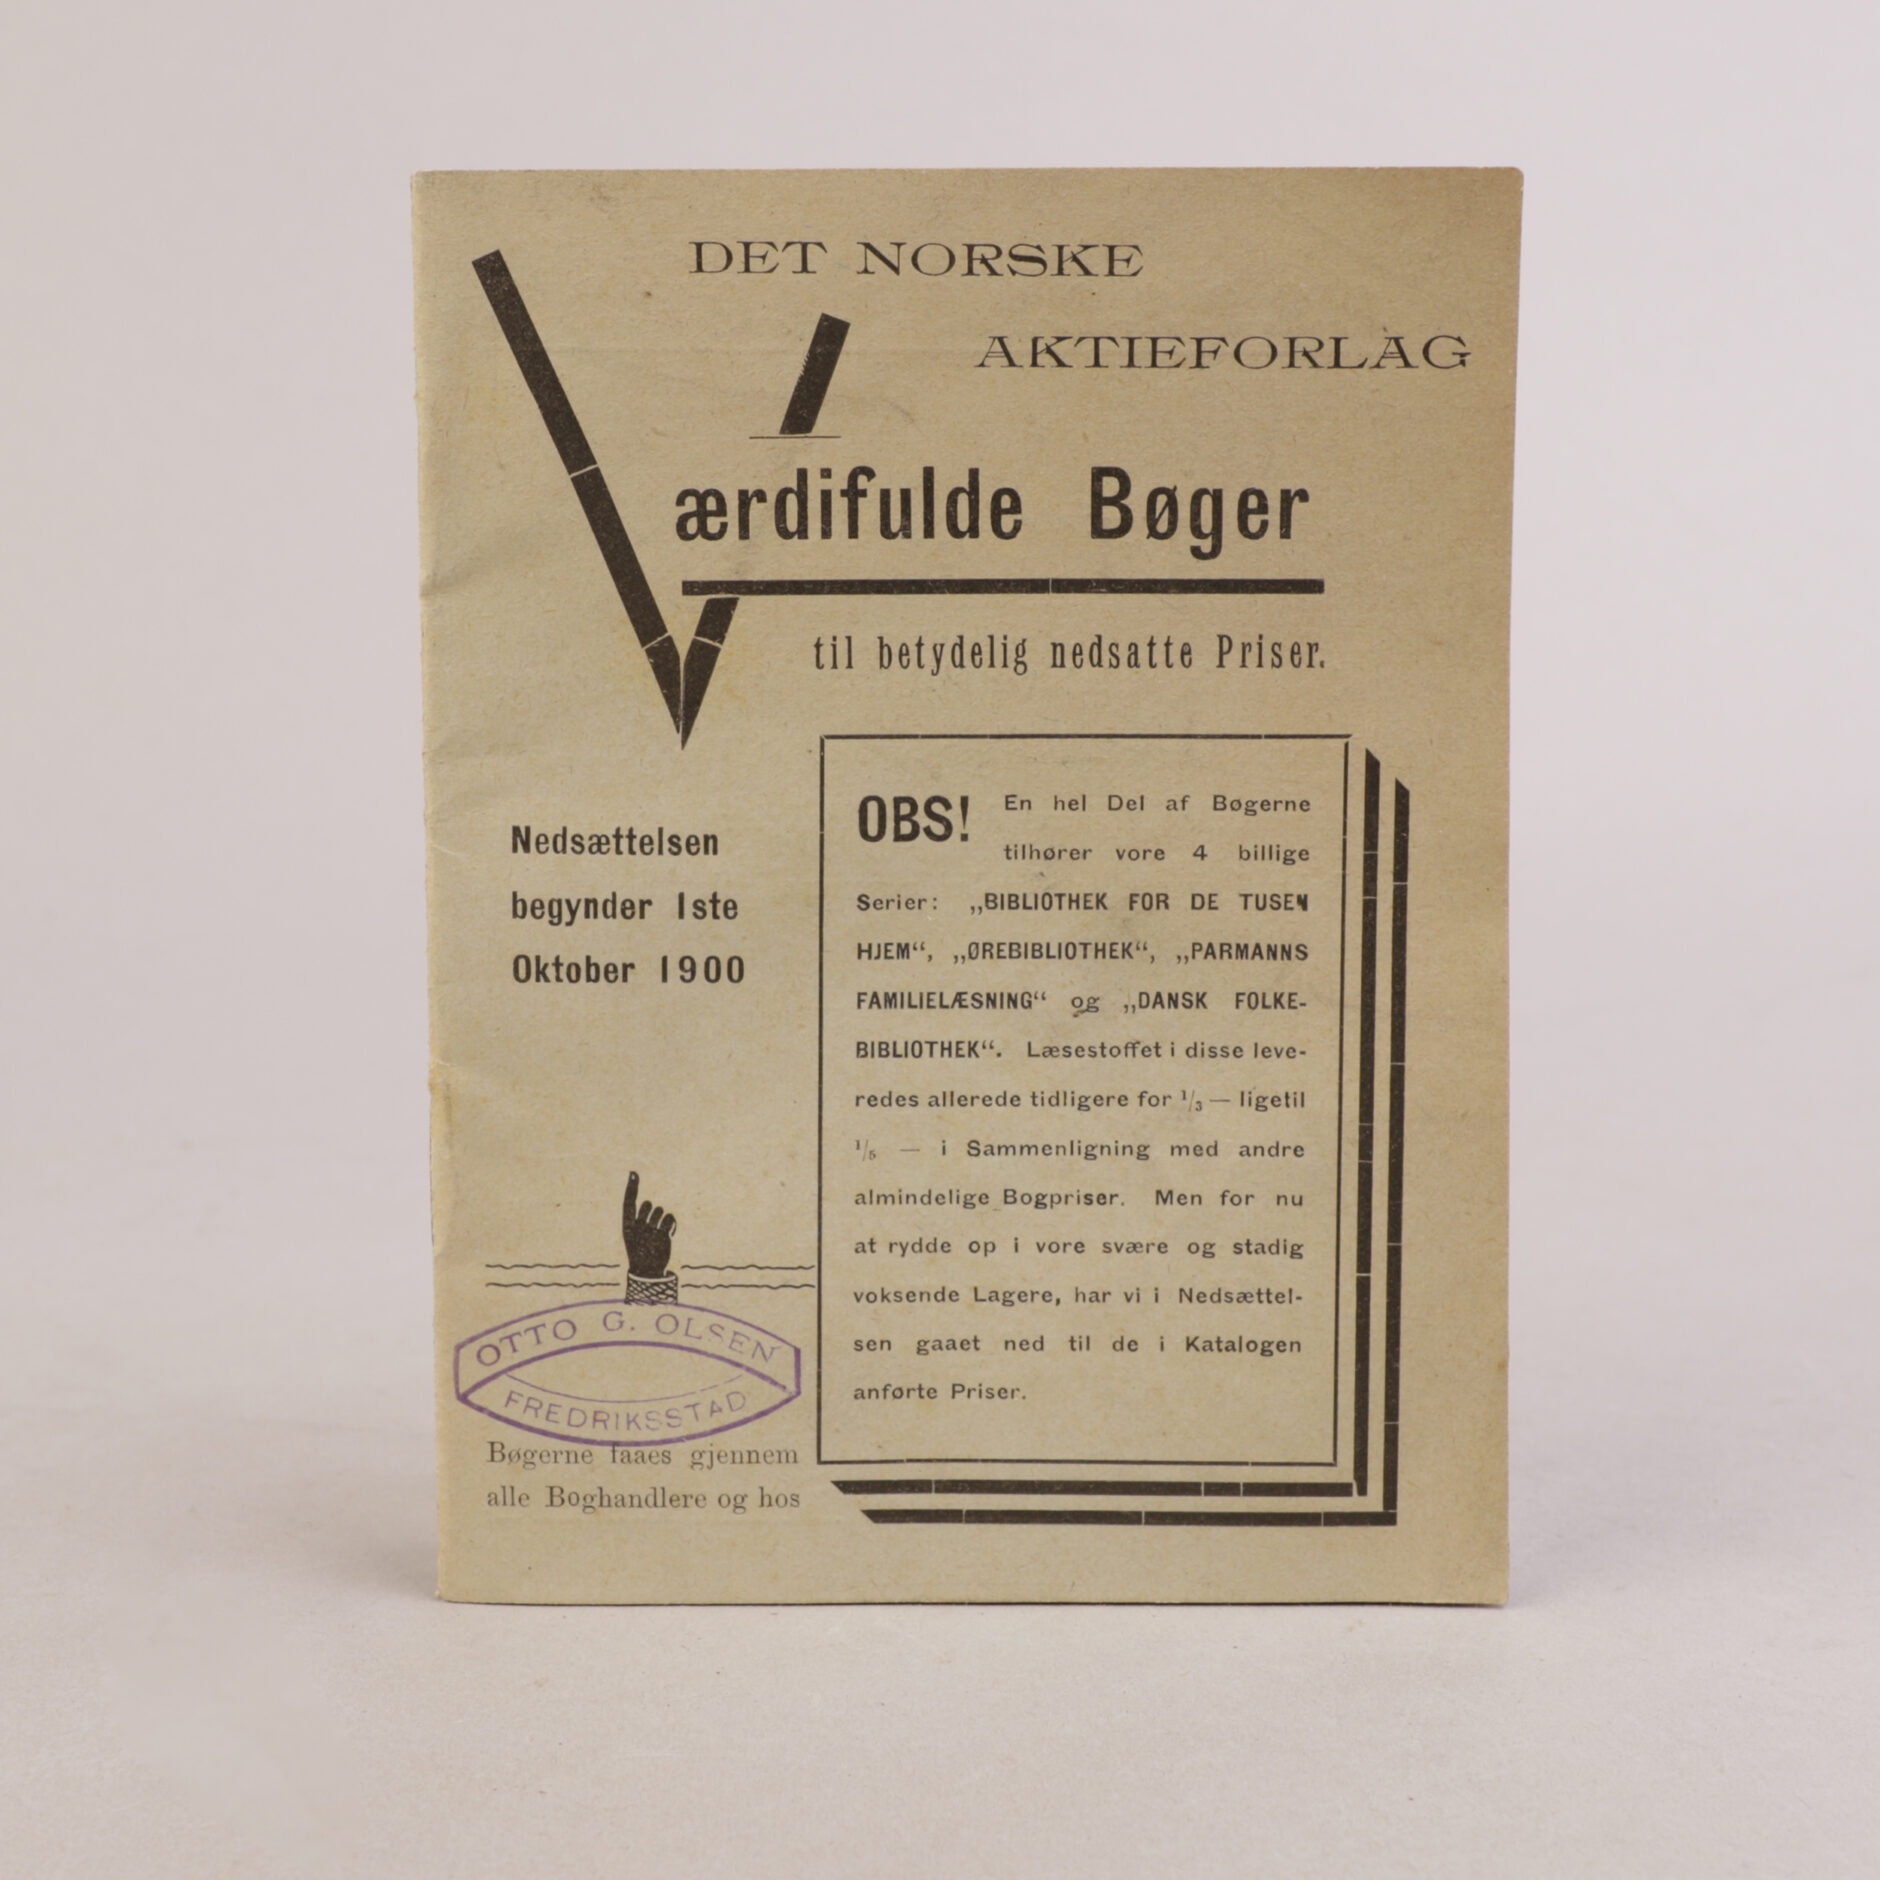 DET NORSKE
AKTIEFORLAG
Værdifulde Bøger
til betydelig nedsatte Priser.
Nedsættelsen
begynder 1ste
Oktober 1900
OBS! En hel Del af Bøgerne
tilhører vore 4 billige
Serier: „BIBLIOTHEK FOR DE TUSEN
HJEM“, „ØREBIBLIOTHEK“, „PARMANNS
FAMILIELÆSNING“ og „DANSK FOLKE-
BIBLIOTHEK“. Læsestoffet i disse leve-
redes allerede tidligere for 1/3 — ligetil
1/5 — i Sammenligning med andre
almindelige Bogpriser. Men for nu
at rydde op i vore svære og stadig
voksende Lagere, har vi i Nedsættel-
sen gaaet ned til de i Katalogen
anførte Priser.
OTTO G. OLSEN
FREDRIKSSTAD
Bøgerne faaes gjennem
alle Boghandlere og hos